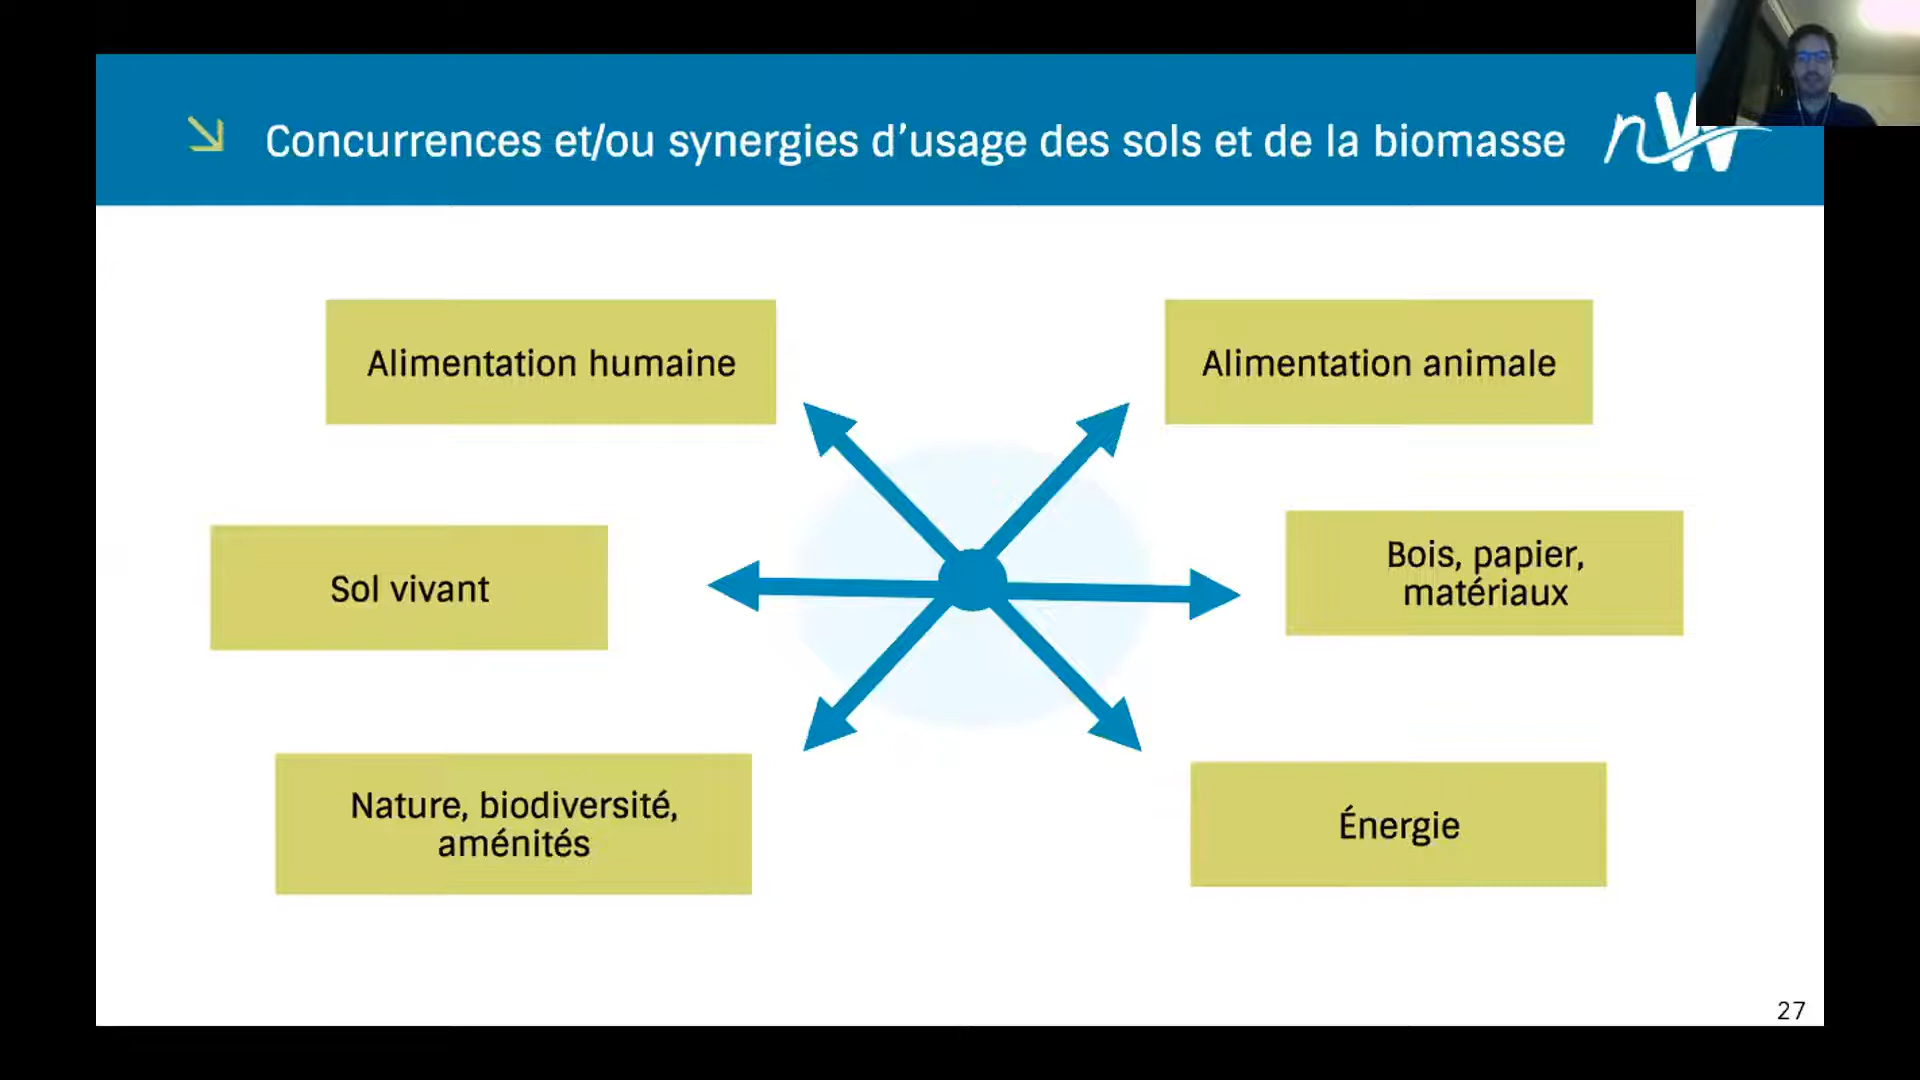 Concurrences et/ou synergies d’usage des sols et de la biomasse
nW
Alimentation humaine
Alimentation animale
Sol vivant
Bois, papier,
matériaux
Nature, biodiversité,
aménités
Énergie
27